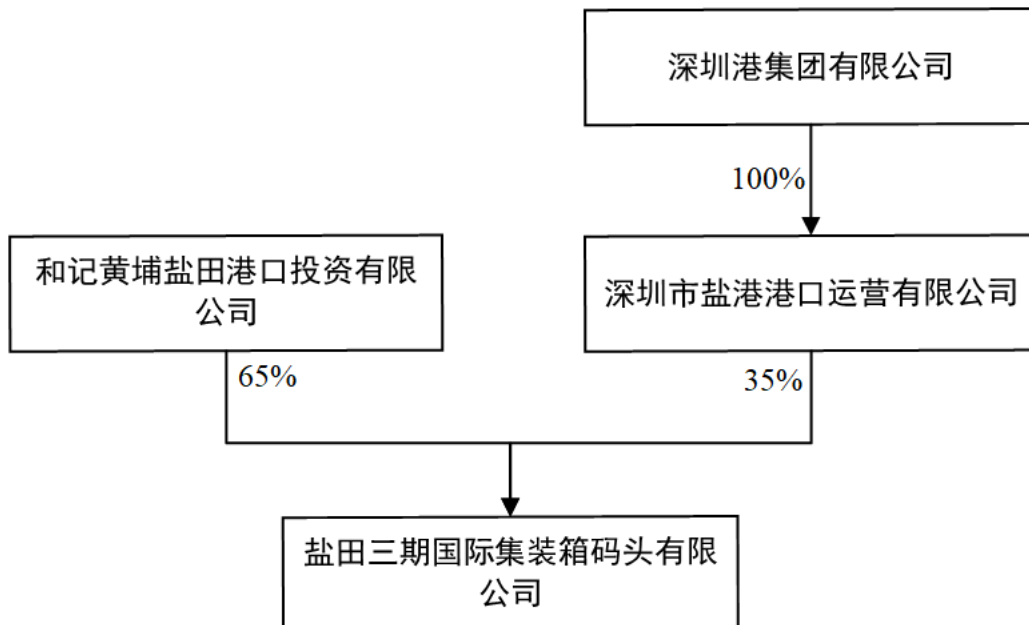 深圳港集团有限公司
100%
和记黄埔盐田港口投资有限
公司
深圳市盐港港口运营有限公司
65%
35%
盐田三期国际集装箱码头有限
公司